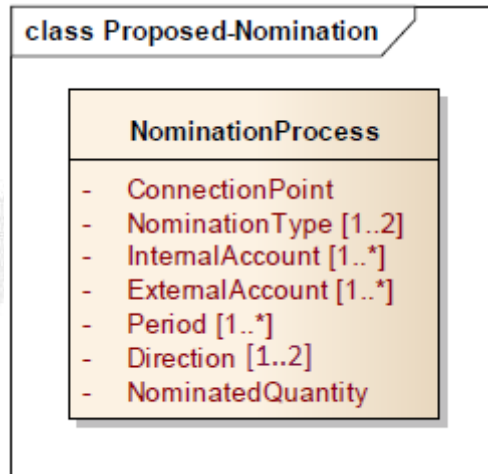 class Proposed-Nomination
NominationProcess
- ConnectionPoint
- NominationType [1..2]
- InternalAccount [1..*]
- ExternalAccount [1..*]
- Period [1..*]
- Direction [1..2]
- NominatedQuantity